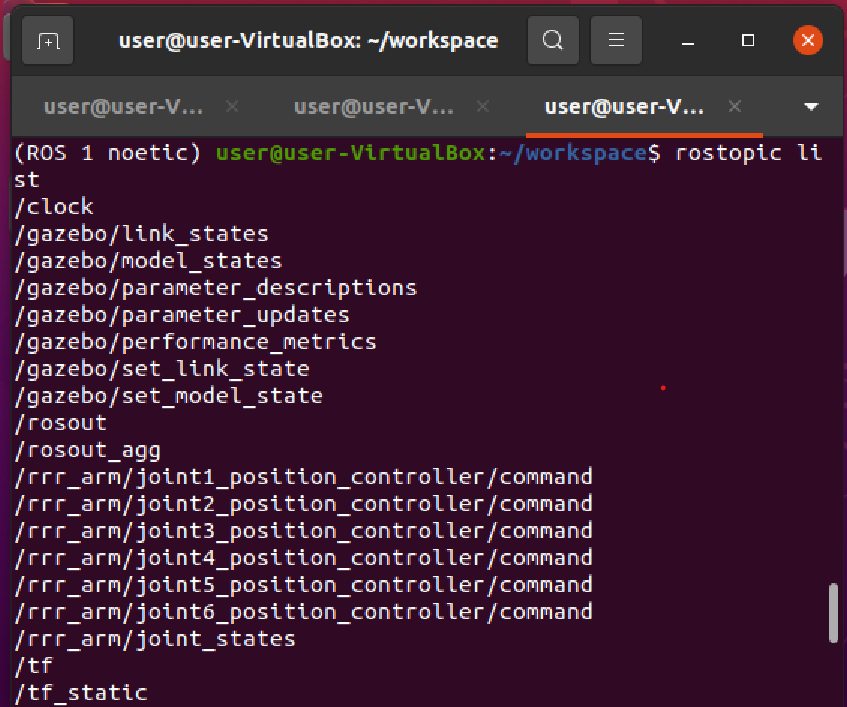 user@user-VirtualBox: ~/workspace
user@user-V... user@user-V... user@user-V...
(ROS 1 noetic) user@user-VirtualBox:~/workspace$ rostopic li
st
/clock
/gazebo/link_states
/gazebo/model_states
/gazebo/parameter_descriptions
/gazebo/parameter_updates
/gazebo/performance_metrics
/gazebo/set_link_state
/gazebo/set_model_state
/rosout
/rosout_agg
/rrr_arm/joint1_position_controller/command
/rrr_arm/joint2_position_controller/command
/rrr_arm/joint3_position_controller/command
/rrr_arm/joint4_position_controller/command
/rrr_arm/joint5_position_controller/command
/rrr_arm/joint6_position_controller/command
/rrr_arm/joint_states
/tf
/tf_static